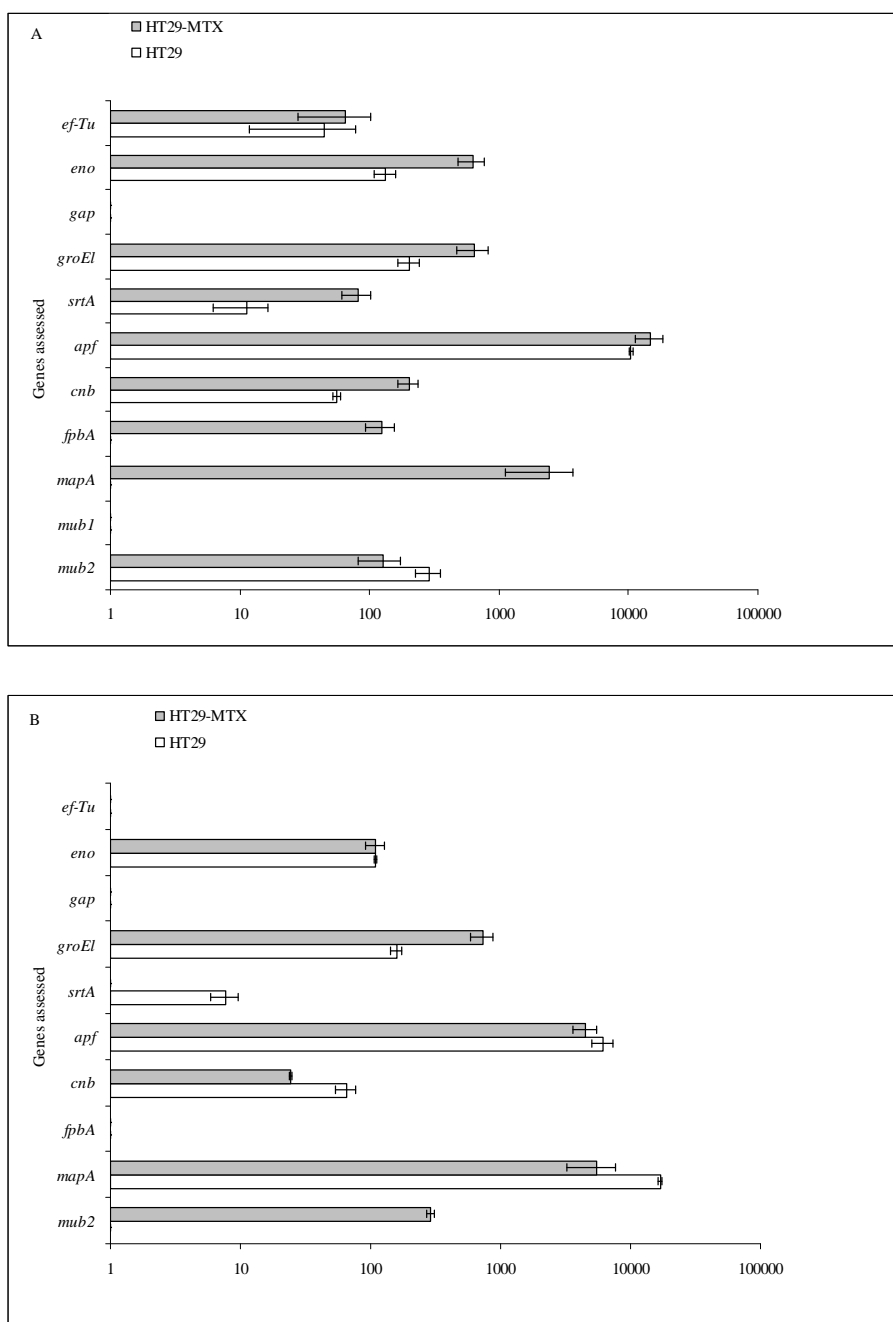 A
HT29-MTX
HT29
Genes assessed
ef-Tu
eno
gap
groEl
srtA
apf
cnb
fpbA
mapA
mub1
mub2
1 10 100 1000 10000 100000
B
HT29-MTX
HT29
Genes assessed
ef-Tu
eno
gap
groEl
srtA
apf
cnb
fpbA
mapA
mub2
1 10 100 1000 10000 100000